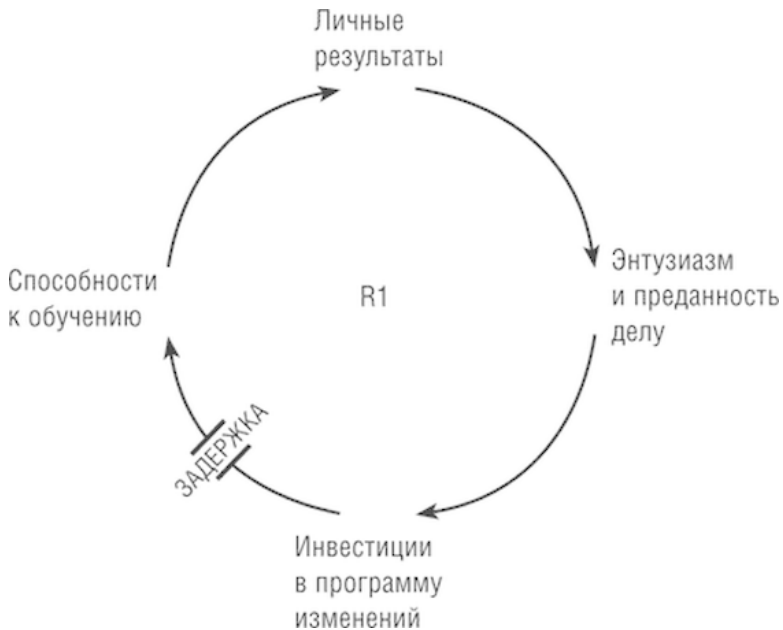 Личные
результаты
Энтузиазм
и преданность
делу
Способности
к обучению
R1
ЗАДЕРЖКА
Инвестиции
в программу
изменений